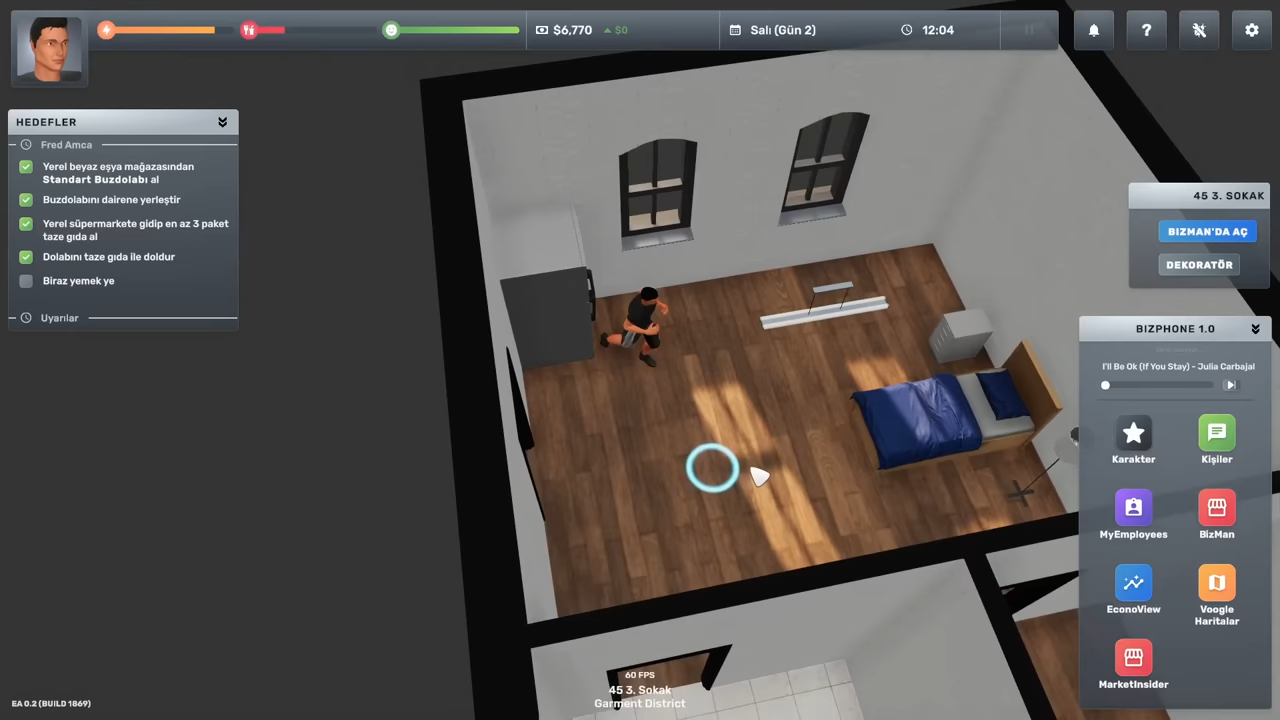 $6,770
$0
Salı (Gün 2)
12:04
?
HEDEFLER
Fred Amca
Yerel beyaz eşya mağazasından
Standart Buzdolabı al
Buzdolabını dairene yerleştir
Yerel süpermarkete gidip en az 3 paket
taze gıda al
Dolabını taze gıda ile doldur
Biraz yemek ye
Uyarılar
45 3. SOKAK
BIZMAN'DA AÇ
DEKORATÖR
BIZPHONE 1.0
I'll Be Ok (If You Stay) - Julia Carbajal
Karakter
Kişiler
MyEmployees
BizMan
EconoView
Voogle
Haritalar
MarketInsider
60 FPS
45 3. Sokak
Garment District
EA 0.2 (BUILD 1869)